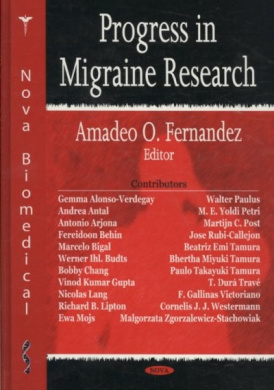 Progress in
Migraine Research
Amadeo O. Fernandez
Editor
Contributors
Gemma Alonso-Verdegay
Andrea Antal
Antonio Arjona
Fereidoon Behin
Marcelo Bigal
Werner Ihl. Budts
Bobby Chang
Vinod Kumar Gupta
Nicolas Lang
Richard B. Lipton
Ewa Mojs
Walter Paulus
M. E. Yoldi Petri
Martijn C. Post
Jose Rubi-Callejon
Beatriz Emi Tamura
Bhertha Miyuki Tamura
Paulo Takayuki Tamura
T. Durá Travé
F. Gallinas Victoriano
Cornelis J. J. Westermann
Malgorzata Zgorzalewicz-Stachowiak
Nova Biomedical
NOVA